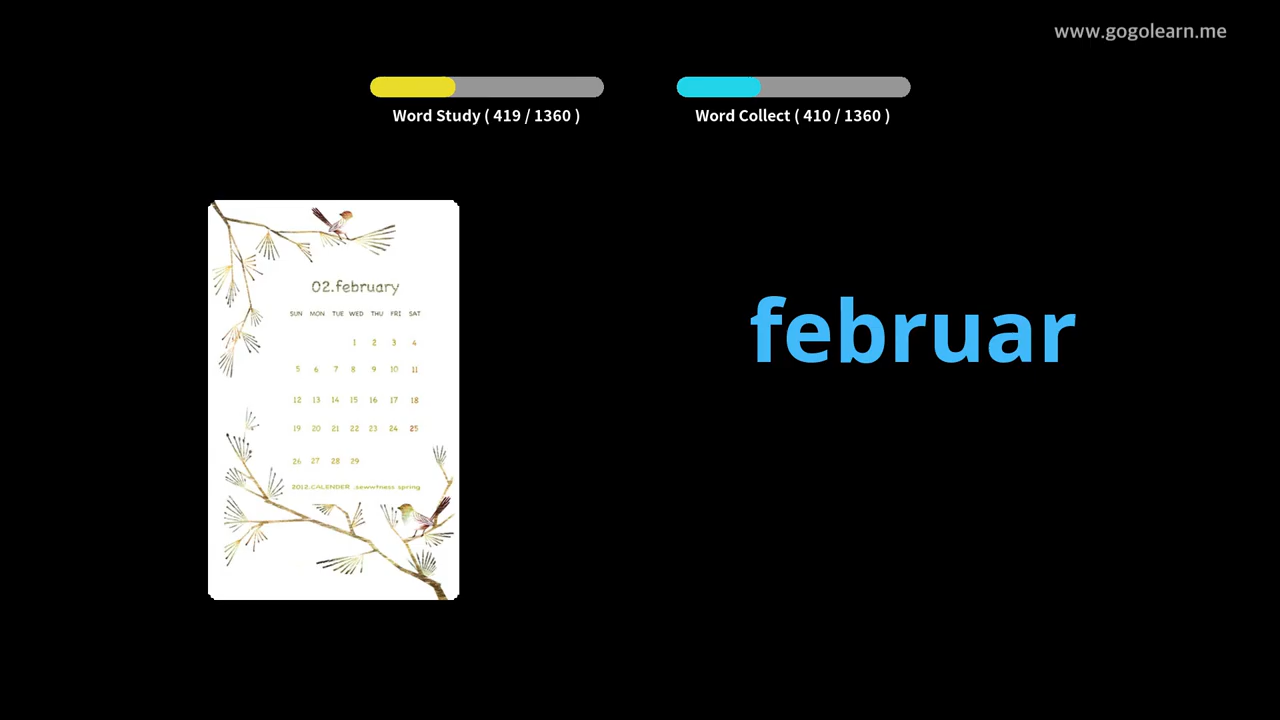 www.gogolearn.me
Word Study ( 419 / 1360 )
Word Collect ( 410 / 1360 )
02.february
SUN MON TUE WED THU FRI SAT
1 2 3 4
5 6 7 8 9 10 11
12 13 14 15 16 17 18
19 20 21 22 23 24 25
26 27 28 29
2012.CALENDER .sewwtness spring
februar